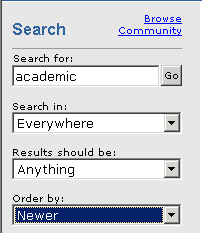 Browse
Search Community
Search for:
academic Go
Search in:
Everywhere
Results should be:
Anything
Order by:
Newer